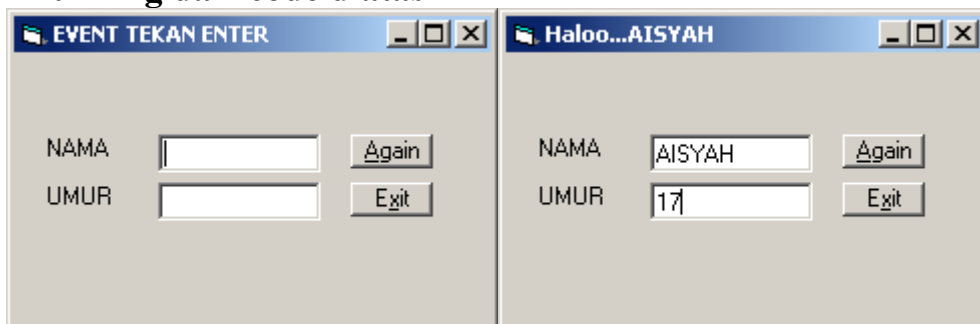 EVENT TEKAN ENTER
NAMA
Again
UMUR
Exit
Haloo...AISYAH
NAMA AISYAH
Again
UMUR 17
Exit